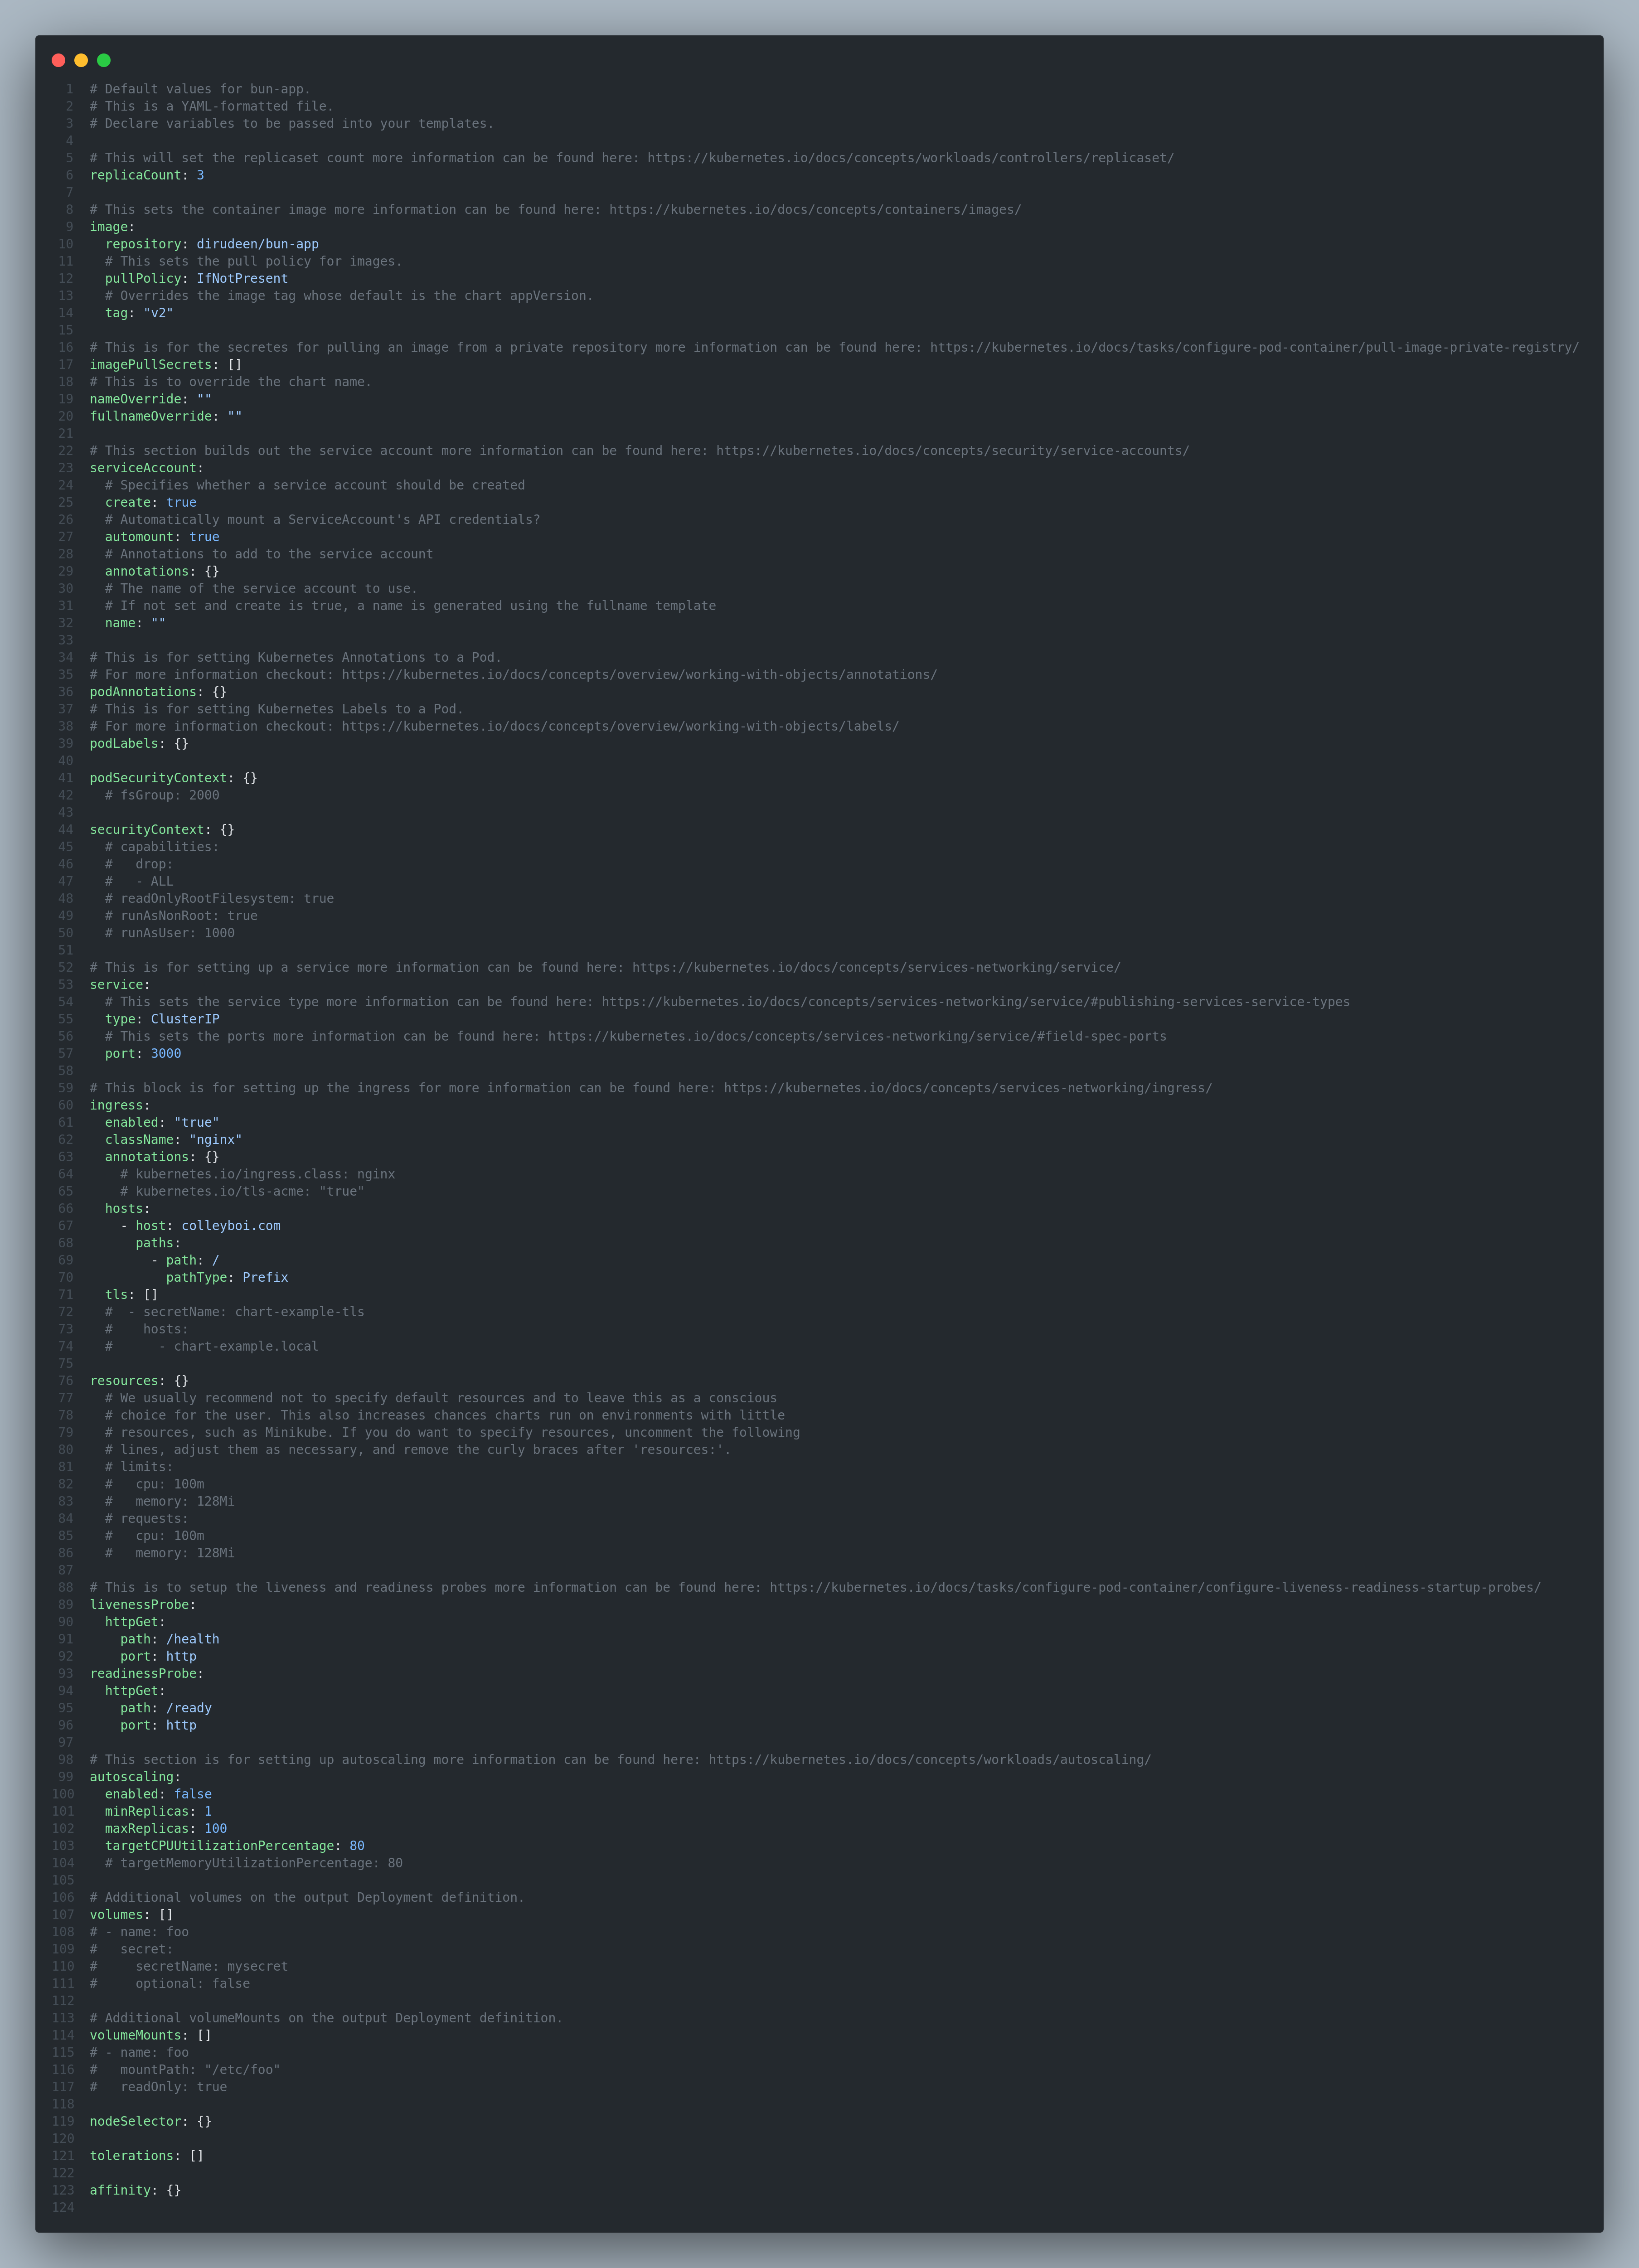 1 # Default values for bun-app.
2 # This is a YAML-formatted file.
3 # Declare variables to be passed into your templates.
4
5 # This will set the replicaset count more information can be found here: https://kubernetes.io/docs/concepts/workloads/controllers/replicaset/
6 replicaCount: 3
7
8 # This sets the container image more information can be found here: https://kubernetes.io/docs/concepts/containers/images/
9 image:
10   repository: dirudeen/bun-app
11   # This sets the pull policy for images.
12   pullPolicy: IfNotPresent
13   # Overrides the image tag whose default is the chart appVersion.
14   tag: "v2"
15
16 # This is for the secretes for pulling an image from a private repository more information can be found here: https://kubernetes.io/docs/tasks/configure-pod-container/pull-image-private-registry/
17 imagePullSecrets: []
18 # This is to override the chart name.
19 nameOverride: ""
20 fullnameOverride: ""
21
22 # This section builds out the service account more information can be found here: https://kubernetes.io/docs/concepts/security/service-accounts/
23 serviceAccount:
24   # Specifies whether a service account should be created
25   create: true
26   # Automatically mount a ServiceAccount's API credentials?
27   automount: true
28   # Annotations to add to the service account
29   annotations: {}
30   # The name of the service account to use.
31   # If not set and create is true, a name is generated using the fullname template
32   name: ""
33
34 # This is for setting Kubernetes Annotations to a Pod.
35 # For more information checkout: https://kubernetes.io/docs/concepts/overview/working-with-objects/annotations/
36 podAnnotations: {}
37 # This is for setting Kubernetes Labels to a Pod.
38 # For more information checkout: https://kubernetes.io/docs/concepts/overview/working-with-objects/labels/
39 podLabels: {}
40
41 podSecurityContext: {}
42   # fsGroup: 2000
43
44 securityContext: {}
45   # capabilities:
46   #   drop:
47   #   - ALL
48   # readOnlyRootFilesystem: true
49   # runAsNonRoot: true
50   # runAsUser: 1000
51
52 # This is for setting up a service more information can be found here: https://kubernetes.io/docs/concepts/services-networking/service/
53 service:
54   # This sets the service type more information can be found here: https://kubernetes.io/docs/concepts/services-networking/service/#publishing-services-service-types
55   type: ClusterIP
56   # This sets the ports more information can be found here: https://kubernetes.io/docs/concepts/services-networking/service/#field-spec-ports
57   port: 3000
58
59 # This block is for setting up the ingress for more information can be found here: https://kubernetes.io/docs/concepts/services-networking/ingress/
60 ingress:
61   enabled: "true"
62   className: "nginx"
63   annotations: {}
64     # kubernetes.io/ingress.class: nginx
65     # kubernetes.io/tls-acme: "true"
66   hosts:
67     - host: colleyboi.com
68       paths:
69         - path: /
70           pathType: Prefix
71   tls: []
72   #  - secretName: chart-example-tls
73   #    hosts:
74   #      - chart-example.local
75
76 resources: {}
77   # We usually recommend not to specify default resources and to leave this as a conscious
78   # choice for the user. This also increases chances charts run on environments with little
79   # resources, such as Minikube. If you do want to specify resources, uncomment the following
80   # lines, adjust them as necessary, and remove the curly braces after 'resources:'.
81   # limits:
82   #   cpu: 100m
83   #   memory: 128Mi
84   # requests:
85   #   cpu: 100m
86   #   memory: 128Mi
87
88 # This is to setup the liveness and readiness probes more information can be found here: https://kubernetes.io/docs/tasks/configure-pod-container/configure-liveness-readiness-startup-probes/
89 livenessProbe:
90   httpGet:
91     path: /health
92     port: http
93 readinessProbe:
94   httpGet:
95     path: /ready
96     port: http
97
98 # This section is for setting up autoscaling more information can be found here: https://kubernetes.io/docs/concepts/workloads/autoscaling/
99 autoscaling:
100   enabled: false
101   minReplicas: 1
102   maxReplicas: 100
103   targetCPUUtilizationPercentage: 80
104   # targetMemoryUtilizationPercentage: 80
105
106 # Additional volumes on the output Deployment definition.
107 volumes: []
108 # - name: foo
109 #   secret:
110 #     secretName: mysecret
111 #     optional: false
112
113 # Additional volumeMounts on the output Deployment definition.
114 volumeMounts: []
115 # - name: foo
116 #   mountPath: "/etc/foo"
117 #   readOnly: true
118
119 nodeSelector: {}
120
121 tolerations: []
122
123 affinity: {}
124